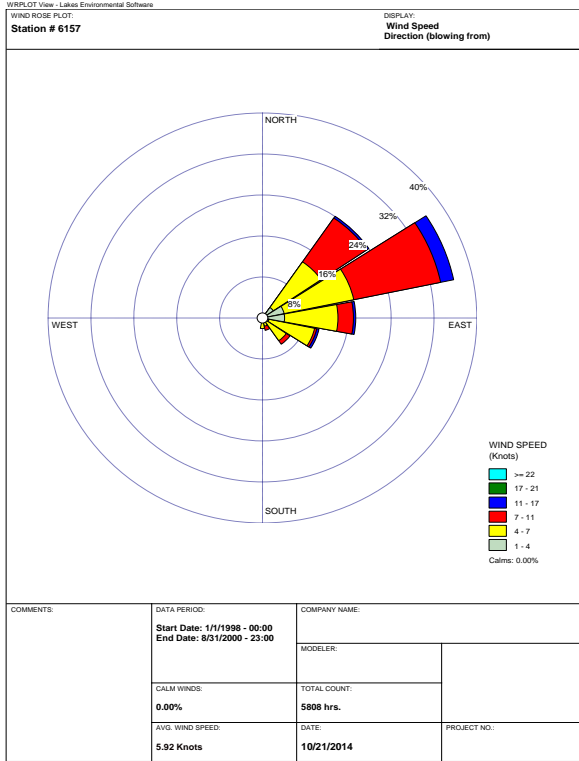 WRPLOT View - Lakes Environmental Software
WIND ROSE PLOT:
Station # 6157
DISPLAY:
Wind Speed
Direction (blowing from)
NORTH
40%
32%
24%
16%
8%
WEST
EAST
SOUTH
WIND SPEED
(Knots)
>= 22
17 - 21
11 - 17
7 - 11
4 - 7
1 - 4
Calms: 0.00%
COMMENTS:
DATA PERIOD:
Start Date: 1/1/1998 - 00:00
End Date: 8/31/2000 - 23:00
COMPANY NAME:
MODELER:
CALM WINDS:
0.00%
TOTAL COUNT:
5808 hrs.
AVG. WIND SPEED:
5.92 Knots
DATE:
10/21/2014
PROJECT NO.: